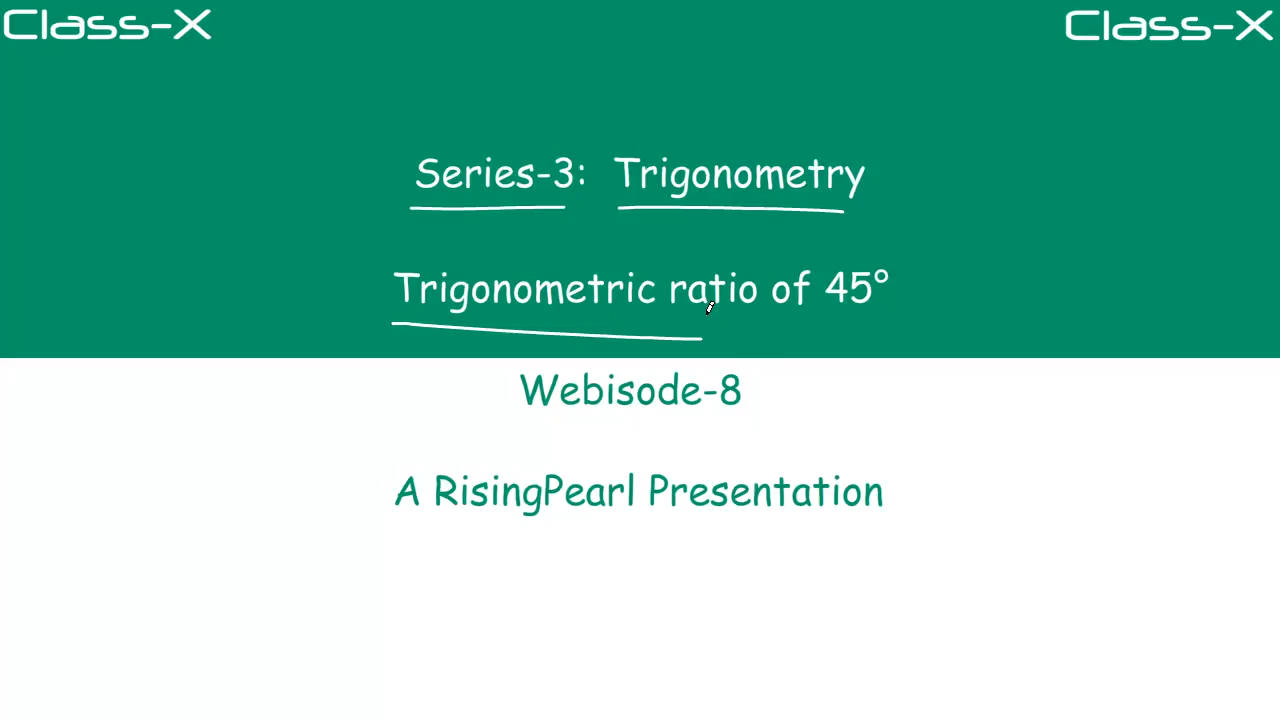 Class-X Class-X
Series-3: Trigonometry
Trigonometric ratio of 45°
Webisode-8
A RisingPearl Presentation